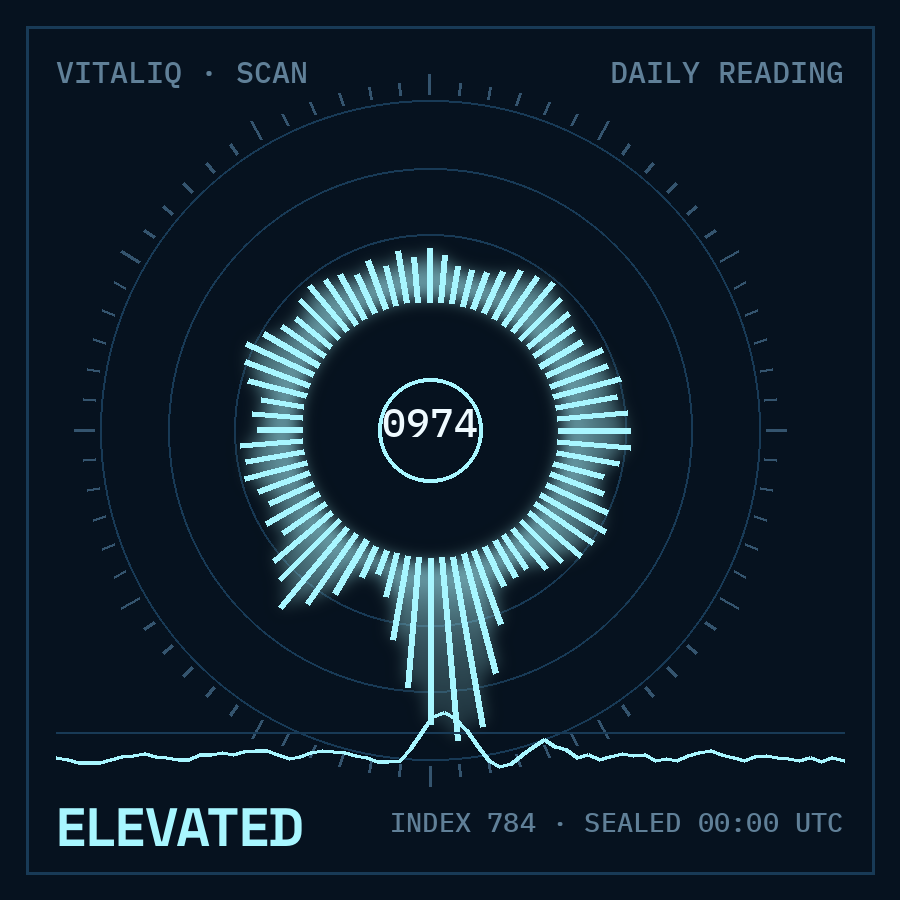 VITALIQ · SCAN
DAILY READING
0974
ELEVATED
INDEX 784 · SEALED 00:00 UTC